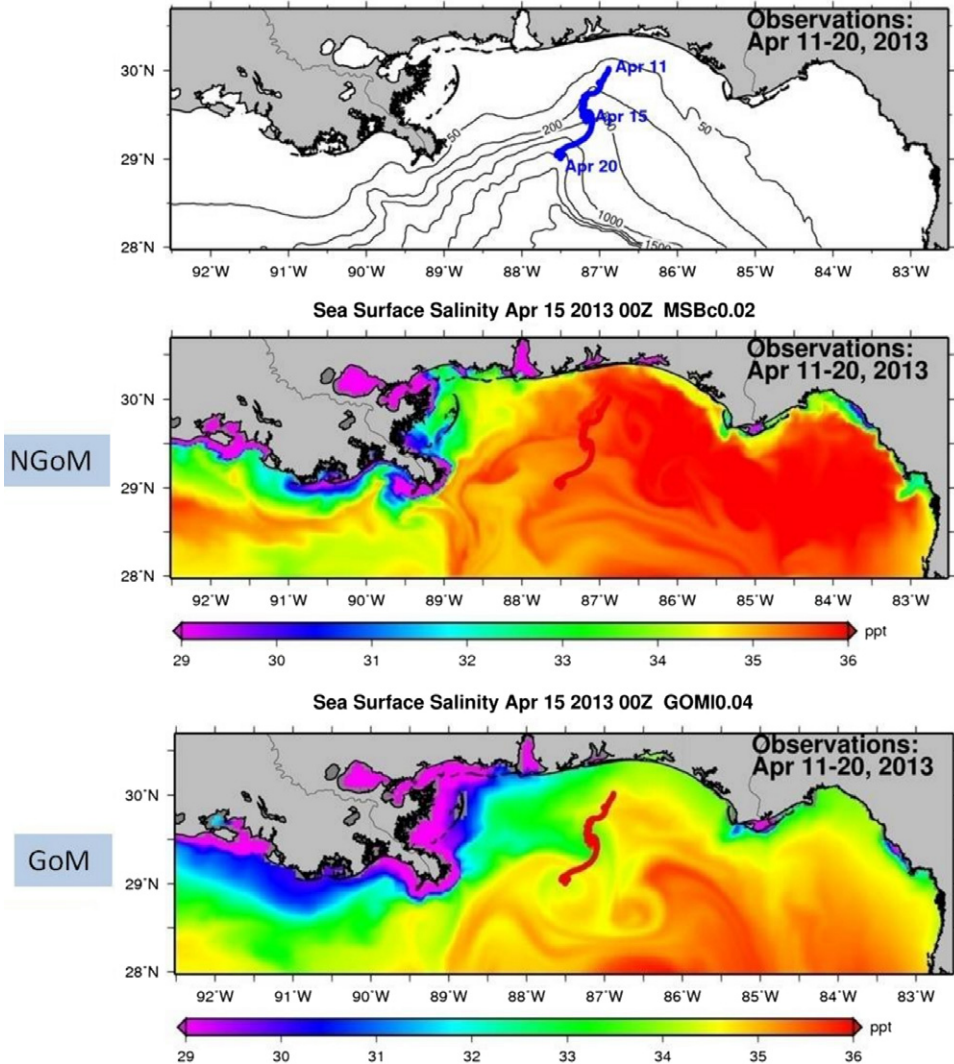 Observations:
Apr 11-20, 2013
30°N
29°N
28°N
Apr 11
Apr 15
Apr 20
50
200
50
1000
1500
92°W 91°W 90°W 89°W 88°W 87°W 86°W 85°W 84°W 83°W
Sea Surface Salinity Apr 15 2013 00Z MSBc0.02
NGoM
Observations:
Apr 11-20, 2013
30°N
29°N
28°N
92°W 91°W 90°W 89°W 88°W 87°W 86°W 85°W 84°W 83°W
ppt
29 30 31 32 33 34 35 36
Sea Surface Salinity Apr 15 2013 00Z GOMI0.04
GoM
Observations:
Apr 11-20, 2013
30°N
29°N
28°N
92°W 91°W 90°W 89°W 88°W 87°W 86°W 85°W 84°W 83°W
ppt
29 30 31 32 33 34 35 36